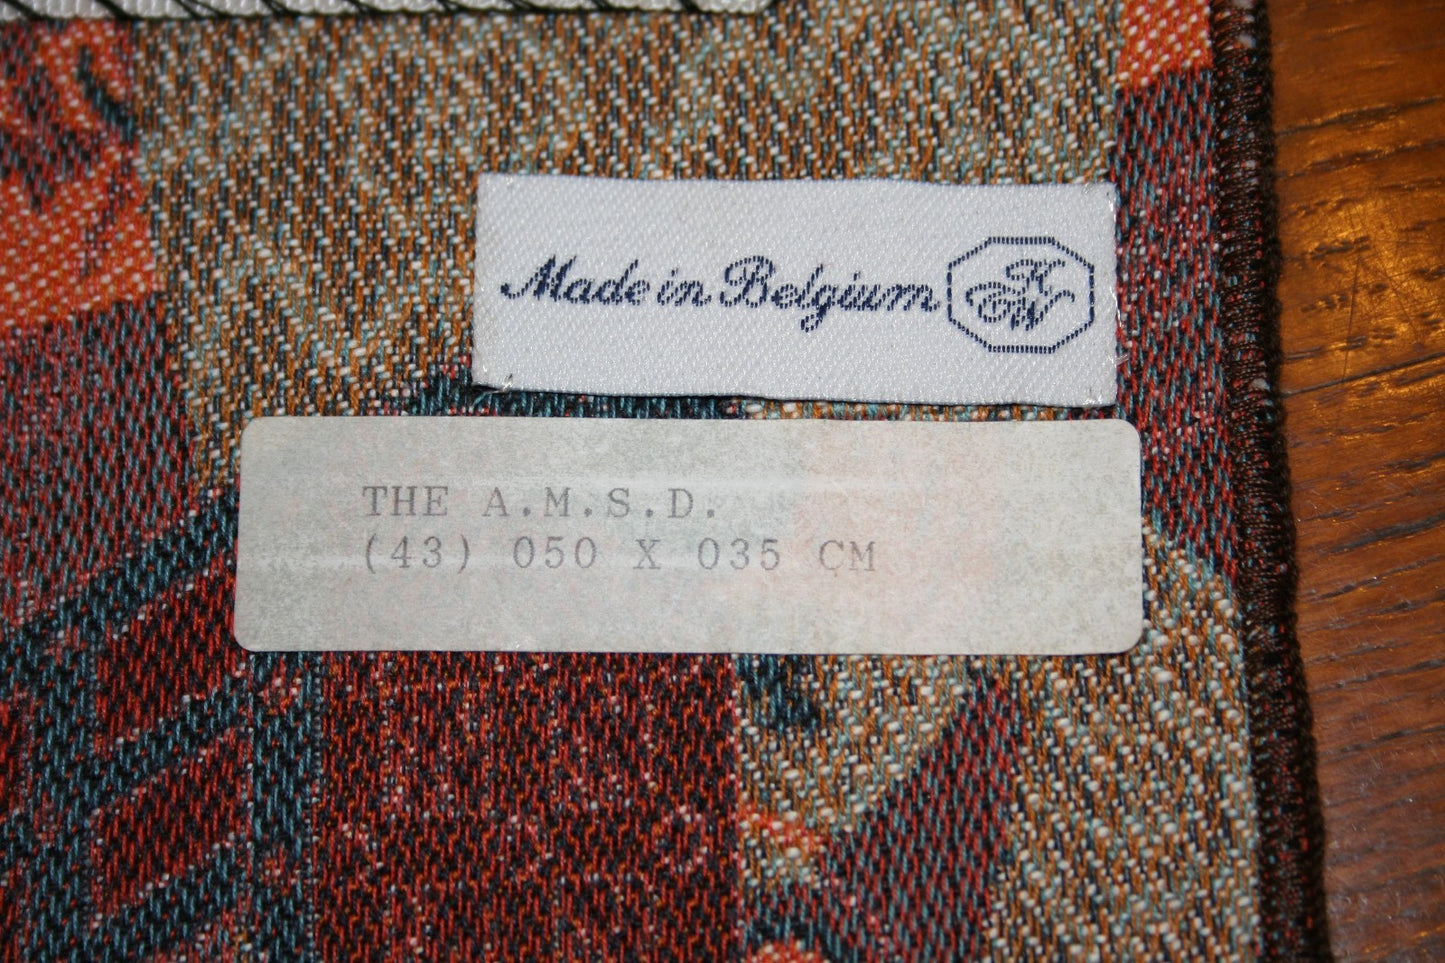 Made in Belgium
THE A.M.S.D.
(43) 050 X 035 CM